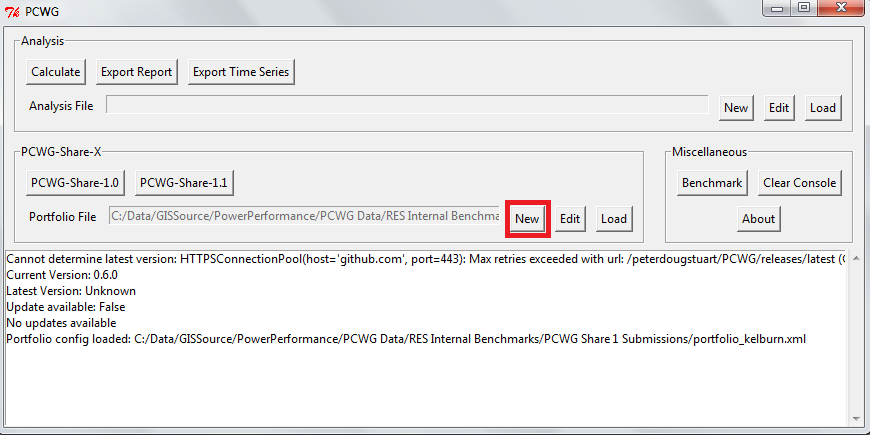 PCWG
Analysis
Calculate Export Report Export Time Series
Analysis File New Edit Load
PCWG-Share-X
PCWG-Share-1.0 PCWG-Share-1.1
Portfolio File C:/Data/GISSource/PowerPerformance/PCWG Data/RES Internal Benchma New Edit Load
Miscellaneous
Benchmark Clear Console
About
Cannot determine latest version: HTTPSConnectionPool(host='github.com', port=443): Max retries exceeded with url: /peterdougstuart/PCWG/releases/latest (C
Current Version: 0.6.0
Latest Version: Unknown
Update available: False
No updates available
Portfolio config loaded: C:/Data/GISSource/PowerPerformance/PCWG Data/RES Internal Benchmarks/PCWG Share 1 Submissions/portfolio_kelburn.xml